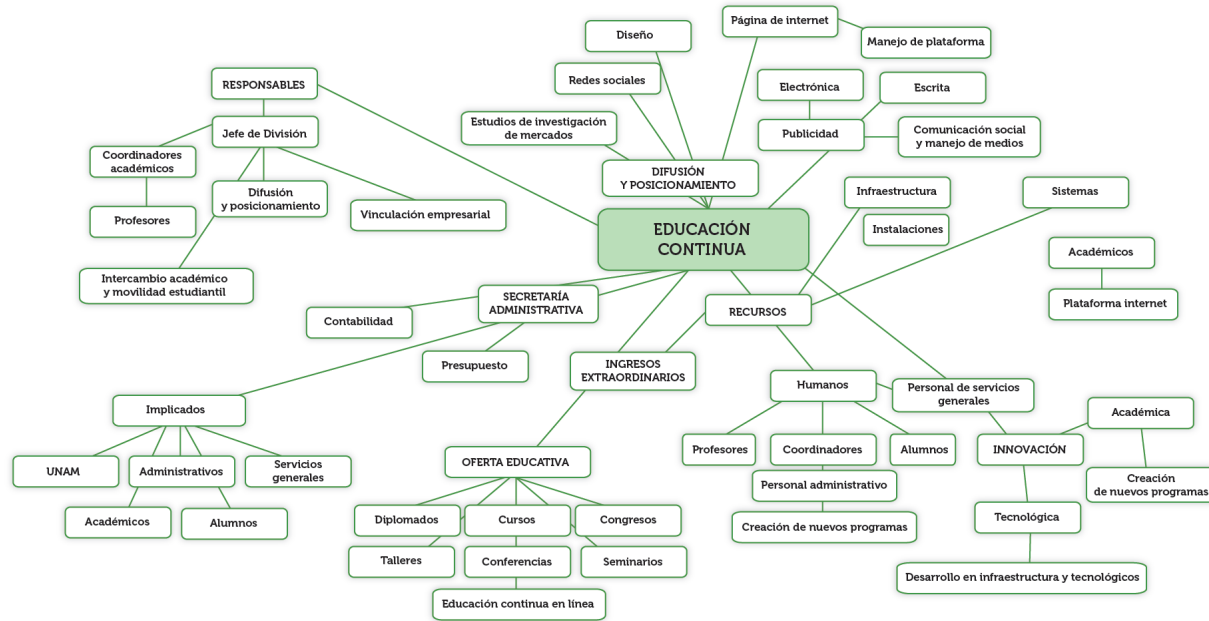 Página de internet
Diseño
Manejo de plataforma
Redes sociales
RESPONSABLES
Electrónica
Escrita
Estudios de investigación
de mercados
Jefe de División
Publicidad
Comunicación social
y manejo de medios
Coordinadores
académicos
DIFUSIÓN
Y POSICIONAMIENTO
Difusión
y posicionamiento
Infraestructura
Sistemas
Profesores
Vinculación empresarial
Instalaciones
EDUCACIÓN
CONTINUA
Académicos
Intercambio académico
y movilidad estudiantil
Plataforma internet
SECRETARÍA
ADMINISTRATIVA
Contabilidad
RECURSOS
Presupuesto
INGRESOS
EXTRAORDINARIOS
Humanos
Personal de servicios
generales
Implicados
Académica
Profesores
Coordinadores
Alumnos
INNOVACIÓN
UNAM
Administrativos
Servicios
generales
OFERTA EDUCATIVA
Personal administrativo
Creación
de nuevos programas
Académicos
Alumnos
Diplomados
Cursos
Congresos
Creación de nuevos programas
Tecnológica
Talleres
Conferencias
Seminarios
Desarrollo en infraestructura y tecnológicos
Educación continua en línea